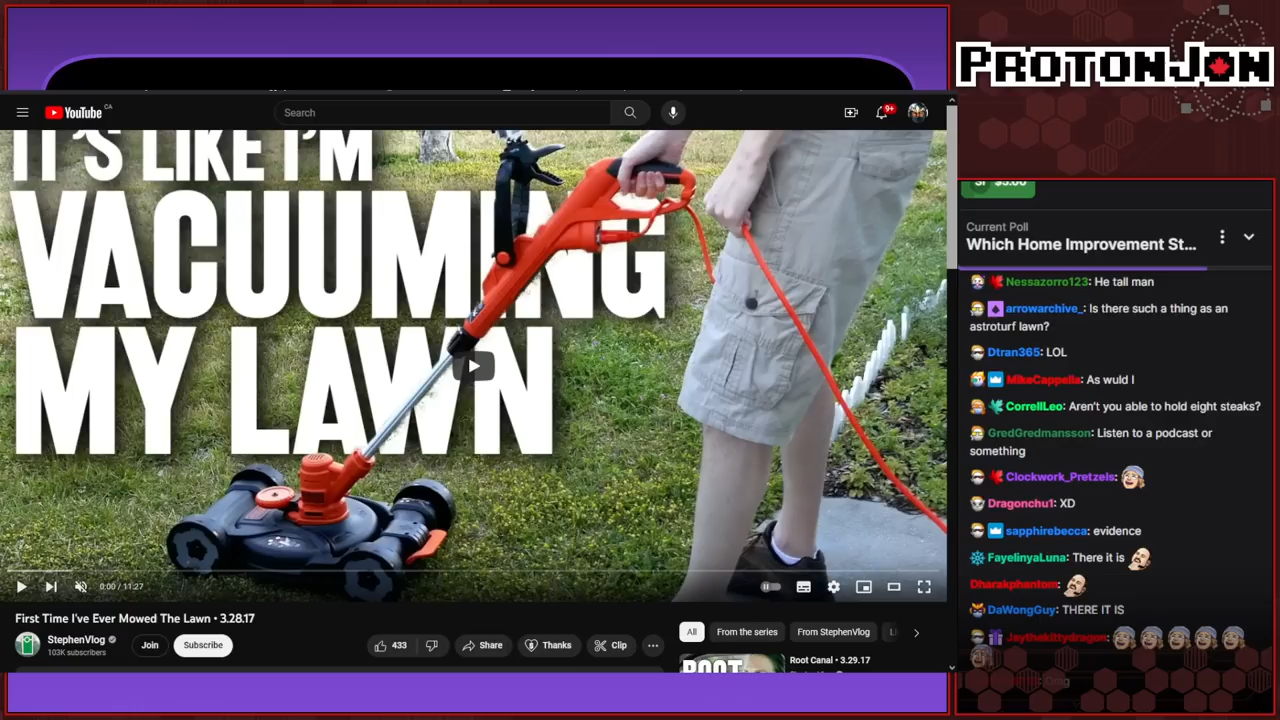 YouTube CA
Search
9+
IT'S LIKE I'M
VACUUMING
MY LAWN
0:00 / 11:27
First Time I've Ever Mowed The Lawn • 3.28.17
StephenVlog
103K subscribers
Join
Subscribe
433
Share
Thanks
Clip
All
From the series
From StephenVlog
ROOT
Root Canal • 3.29.17
PROTONJON
$5.00
Current Poll
Which Home Improvement St...
Nessazorro123: He tall man
arrowarchive_: Is there such a thing as an
astroturf lawn?
Dtran365: LOL
MikeCappella: As wuld I
CorrellLeo: Aren't you able to hold eight steaks?
GredGredmansson: Listen to a podcast or
something
Clockwork_Pretzels:
Dragonchu1: XD
sapphirebecca: evidence
FayelinyaLuna: There it is
Dharakphantom:
DaWongGuy: THERE IT IS
Jaythekittydragon: